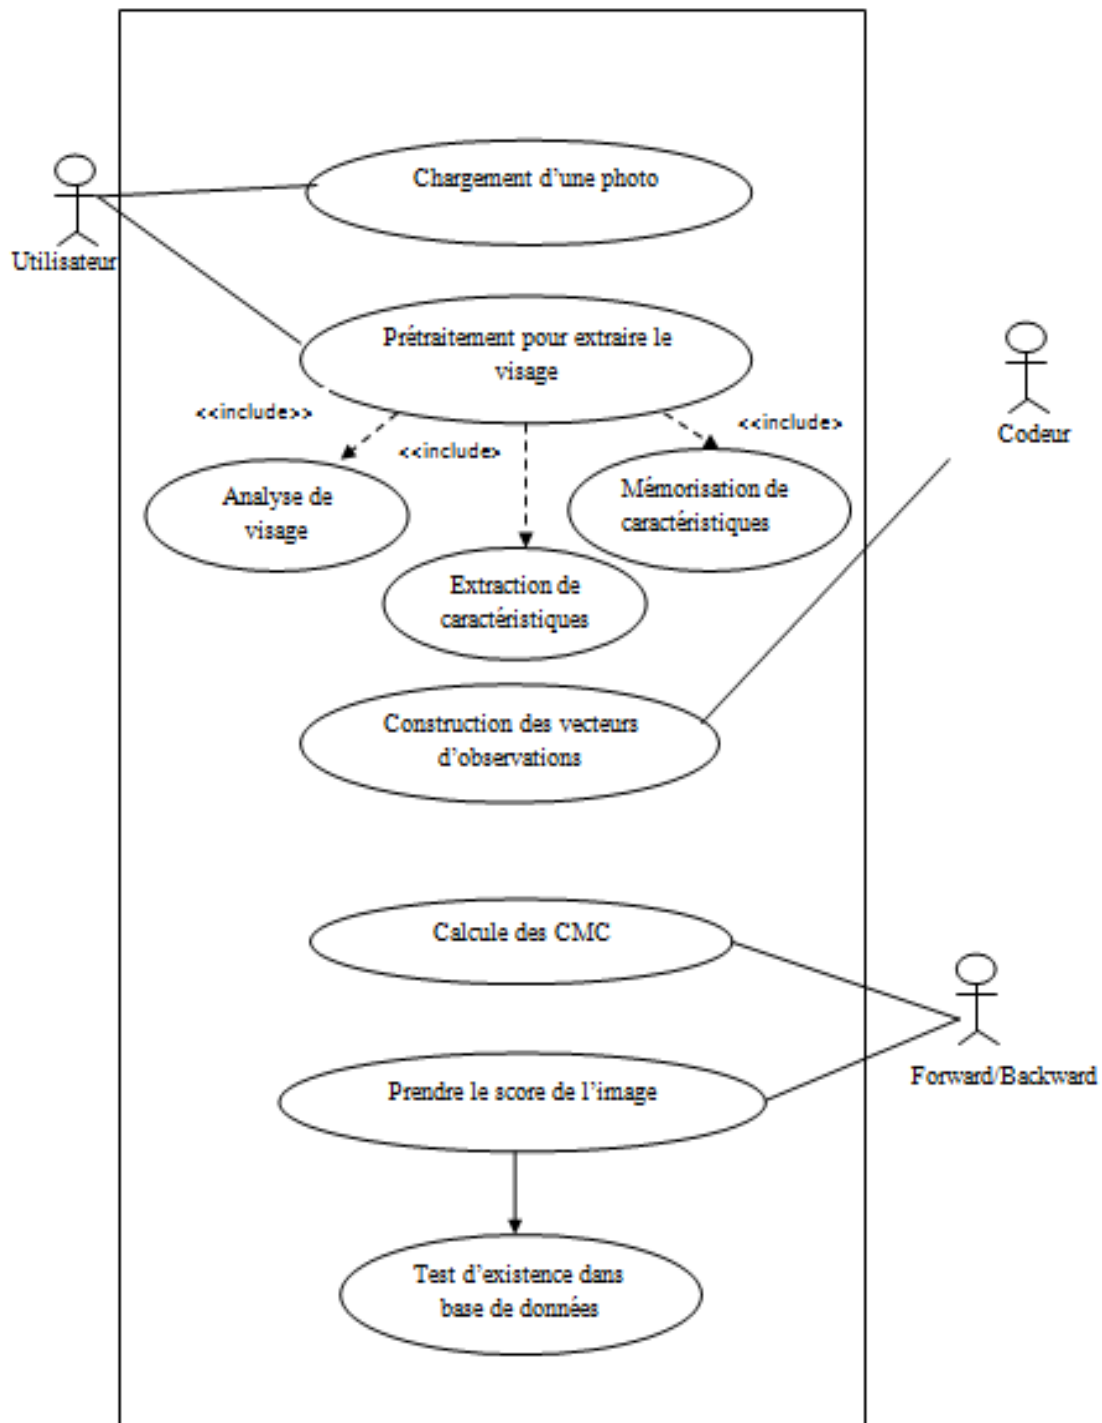 Chargement d'une photo
Utilisateur
Prétraitement pour extraire le
visage
<<include>>
<<include>
<<include>
Codeur
Analyse de
visage
Mémorisation de
caractéristiques
Extraction de
caractéristiques
Construction des vecteurs
d'observations
Calcule des CMC
Forward/Backward
Prendre le score de l'image
Test d'existence dans
base de données